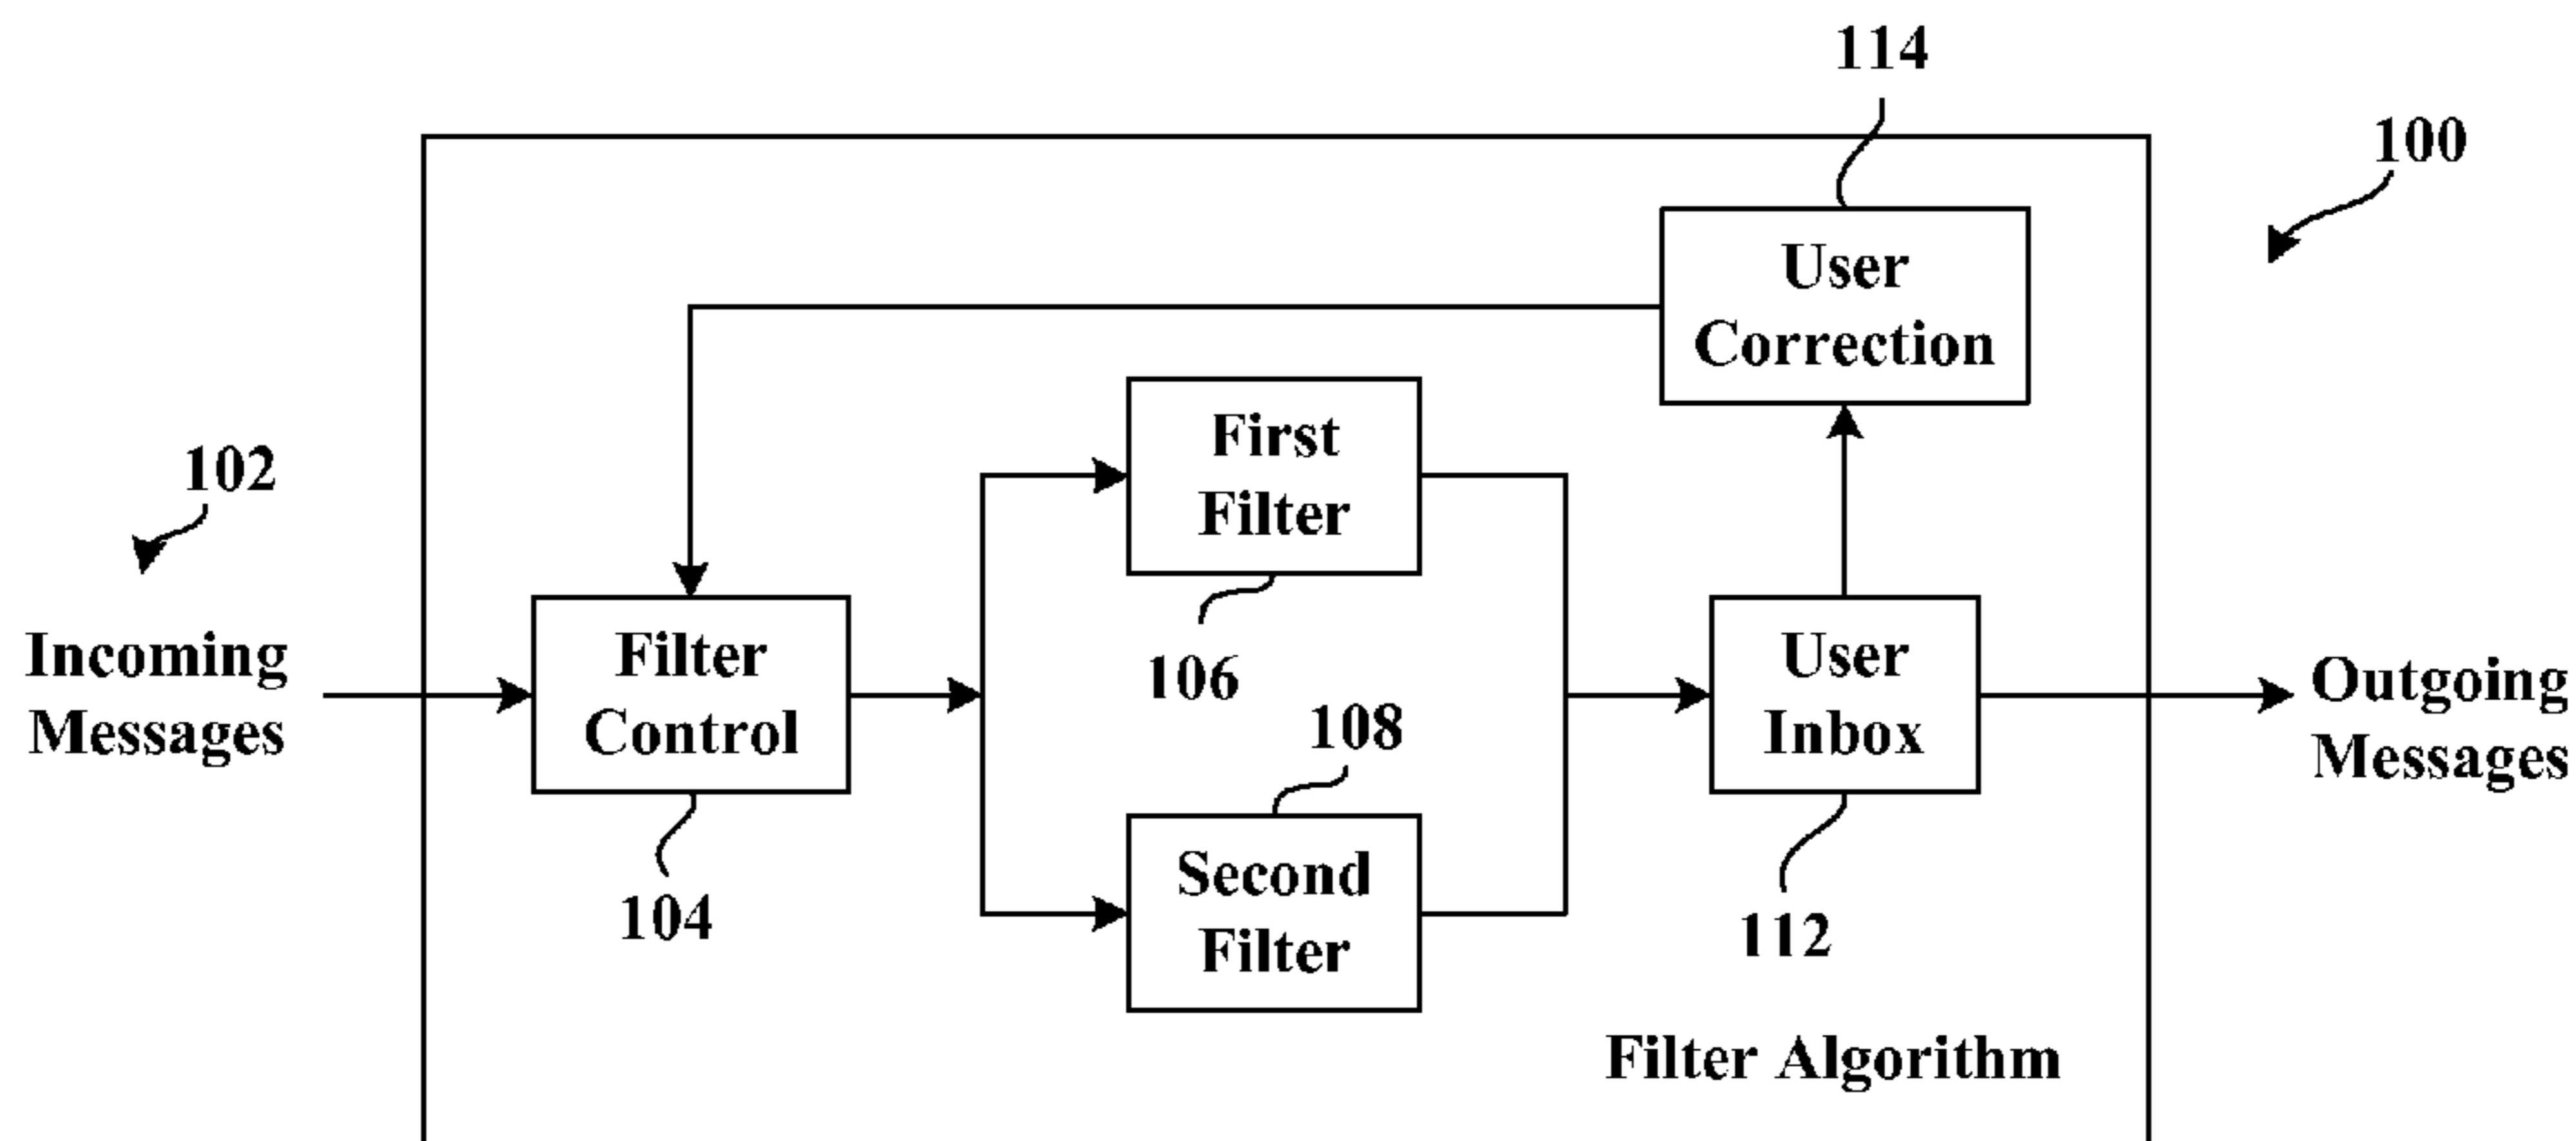 114
100
User
Correction
First
Filter
102
106
Incoming
Messages
Filter
Control
User
Inbox
Outgoing
Messages
108
Second
Filter
104
112
Filter Algorithm